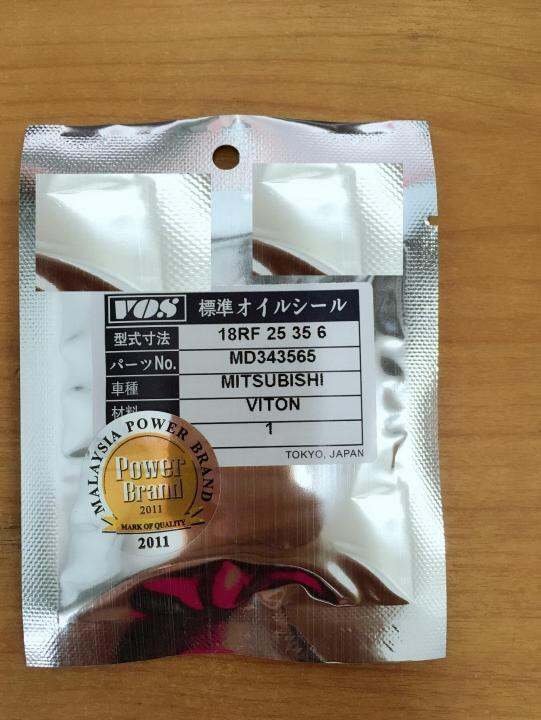 VOS 標準オイルシール
型式寸法 18RF 25 35 6
パーツNo. MD343565
車種 MITSUBISHI
材料 VITON
1
TOKYO, JAPAN
MALAYSIA POWER BRAND
Power
Brand
2011
MARK OF QUALITY
2011